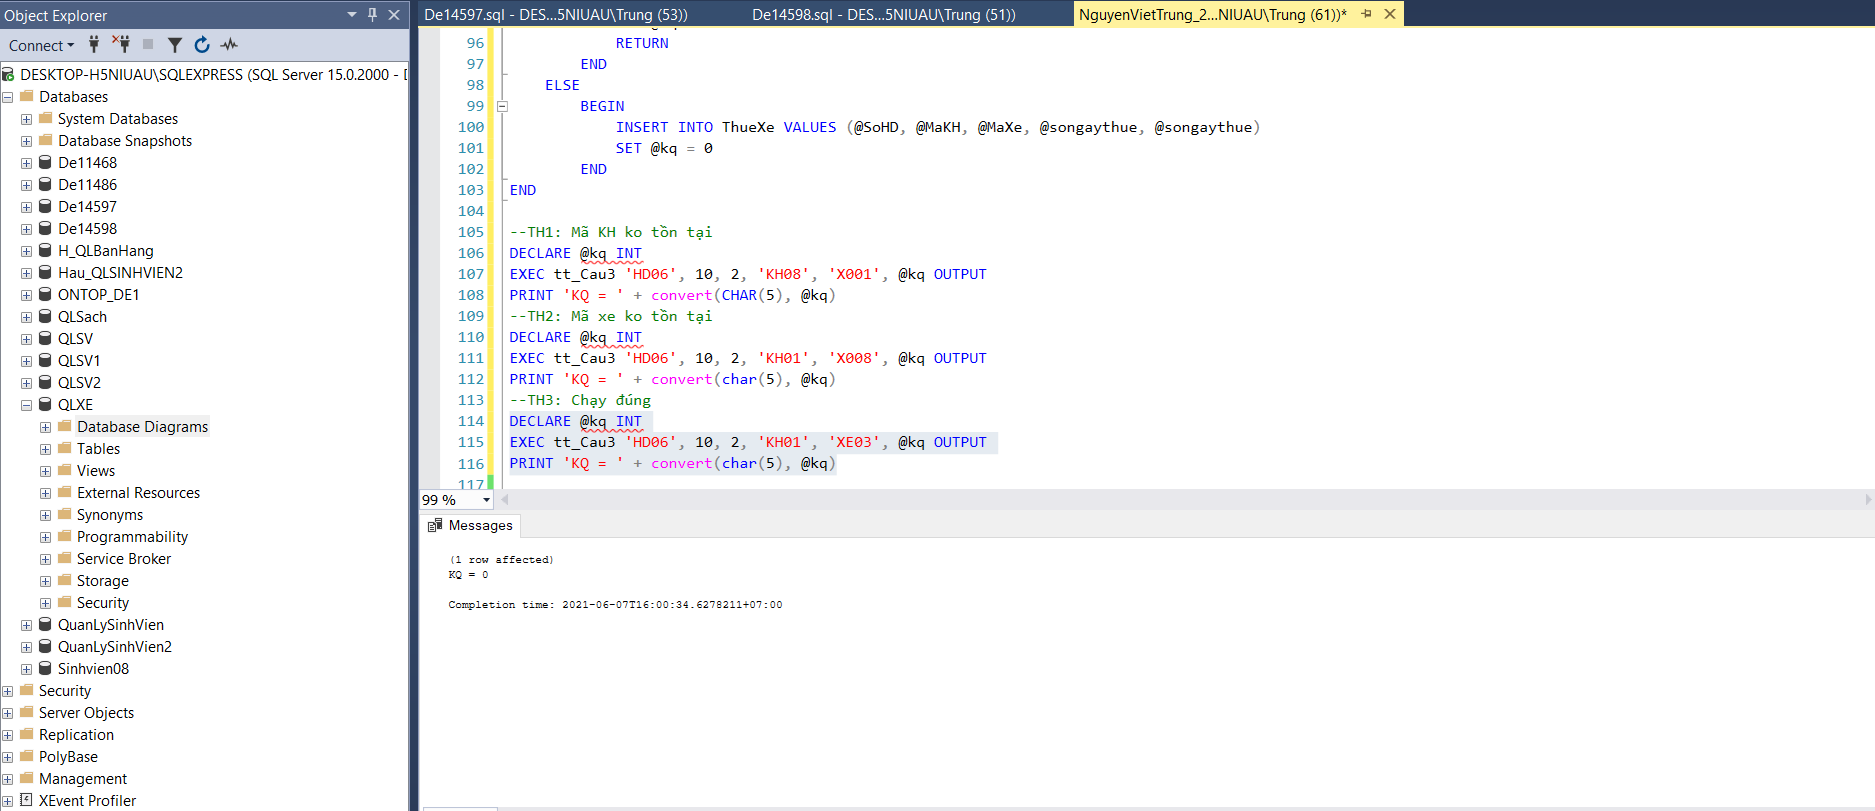 Object Explorer
Connect
DESKTOP-H5NIUAU\SQLEXPRESS (SQL Server 15.0.2000 -
Databases
System Databases
Database Snapshots
De11468
De11486
De14597
De14598
H_QLBanHang
Hau_QLSINHVIEN2
ONTOP_DE1
QLSach
QLSV
QLSV1
QLSV2
QLXE
Database Diagrams
Tables
Views
External Resources
Synonyms
Programmability
Service Broker
Storage
Security
QuanLySinhVien
QuanLySinhVien2
Sinhvien08
Security
Server Objects
Replication
PolyBase
Management
XEvent Profiler
De14597.sql - DES...5NIUAU\Trung (53))
De14598.sql - DES...5NIUAU\Trung (51))
NguyenVietTrung_2...NIUAU\Trung (61))*
96 RETURN
97 END
98 ELSE
99 BEGIN
100 INSERT INTO ThueXe VALUES (@SoHD, @MaKH, @MaXe, @songaythue, @songaythue)
101 SET @kq = 0
102 END
103 END
104
105 --TH1: Mã KH ko tồn tại
106 DECLARE @kq INT
107 EXEC tt_Cau3 'HD06', 10, 2, 'KH08', 'X001', @kq OUTPUT
108 PRINT 'KQ = ' + convert(CHAR(5), @kq)
109 --TH2: Mã xe ko tồn tại
110 DECLARE @kq INT
111 EXEC tt_Cau3 'HD06', 10, 2, 'KH01', 'X008', @kq OUTPUT
112 PRINT 'KQ = ' + convert(char(5), @kq)
113 --TH3: Chạy đúng
114 DECLARE @kq INT
115 EXEC tt_Cau3 'HD06', 10, 2, 'KH01', 'XE03', @kq OUTPUT
116 PRINT 'KQ = ' + convert(char(5), @kq)
117
99 %
Messages
(1 row affected)
KQ = 0
Completion time: 2021-06-07T16:00:34.6278211+07:00